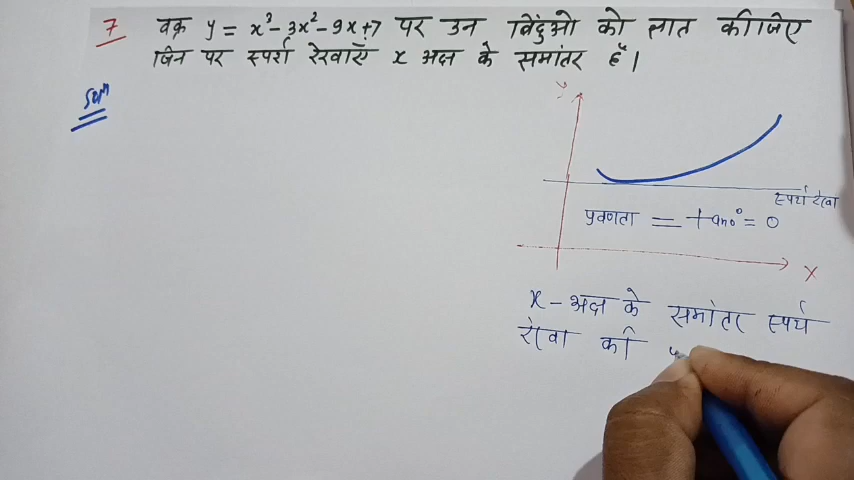 7 वक्र y = x³ - 3x² - 9x + 7 पर उन बिंदुओ को ज्ञात कीजिए
जिन पर स्पर्श रेखाएँ x अक्ष के समांतर हैं।
Solⁿ
y
स्पर्श रेखा
प्रवणता = tan0° = 0
X
x - अक्ष के समांतर स्पर्श
रेखा की